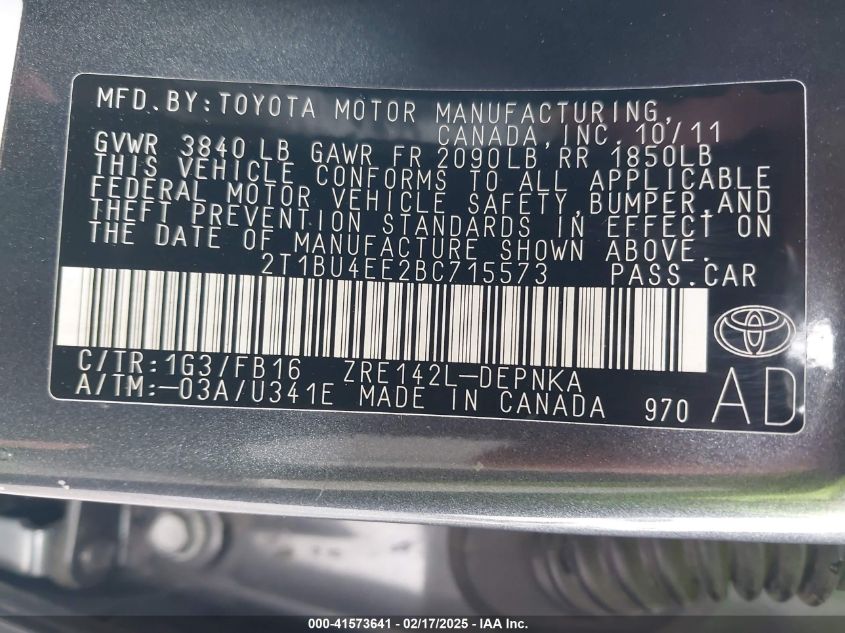 MFD.BY:TOYOTA MOTOR MANUFACTURING,
CANADA,INC. 10/11
GVWR 3840 LB GAWR FR 2090LB,RR 1850LB
THIS VEHICLE CONFORMS TO ALL APPLICABLE
FEDERAL MOTOR VEHICLE SAFETY,BUMPER,AND
THEFT PREVENTION STANDARDS IN EFFECT ON
THE DATE OF MANUFACTURE SHOWN ABOVE.
2T1BU4EE2BC715573 PASS.CAR
C/TR:1G3/FB16 ZRE142L-DEPNKA
A/TM:-03A/U341E MADE IN CANADA 970 AD
000-41573641 | 02/17/2025 - IAA Inc.